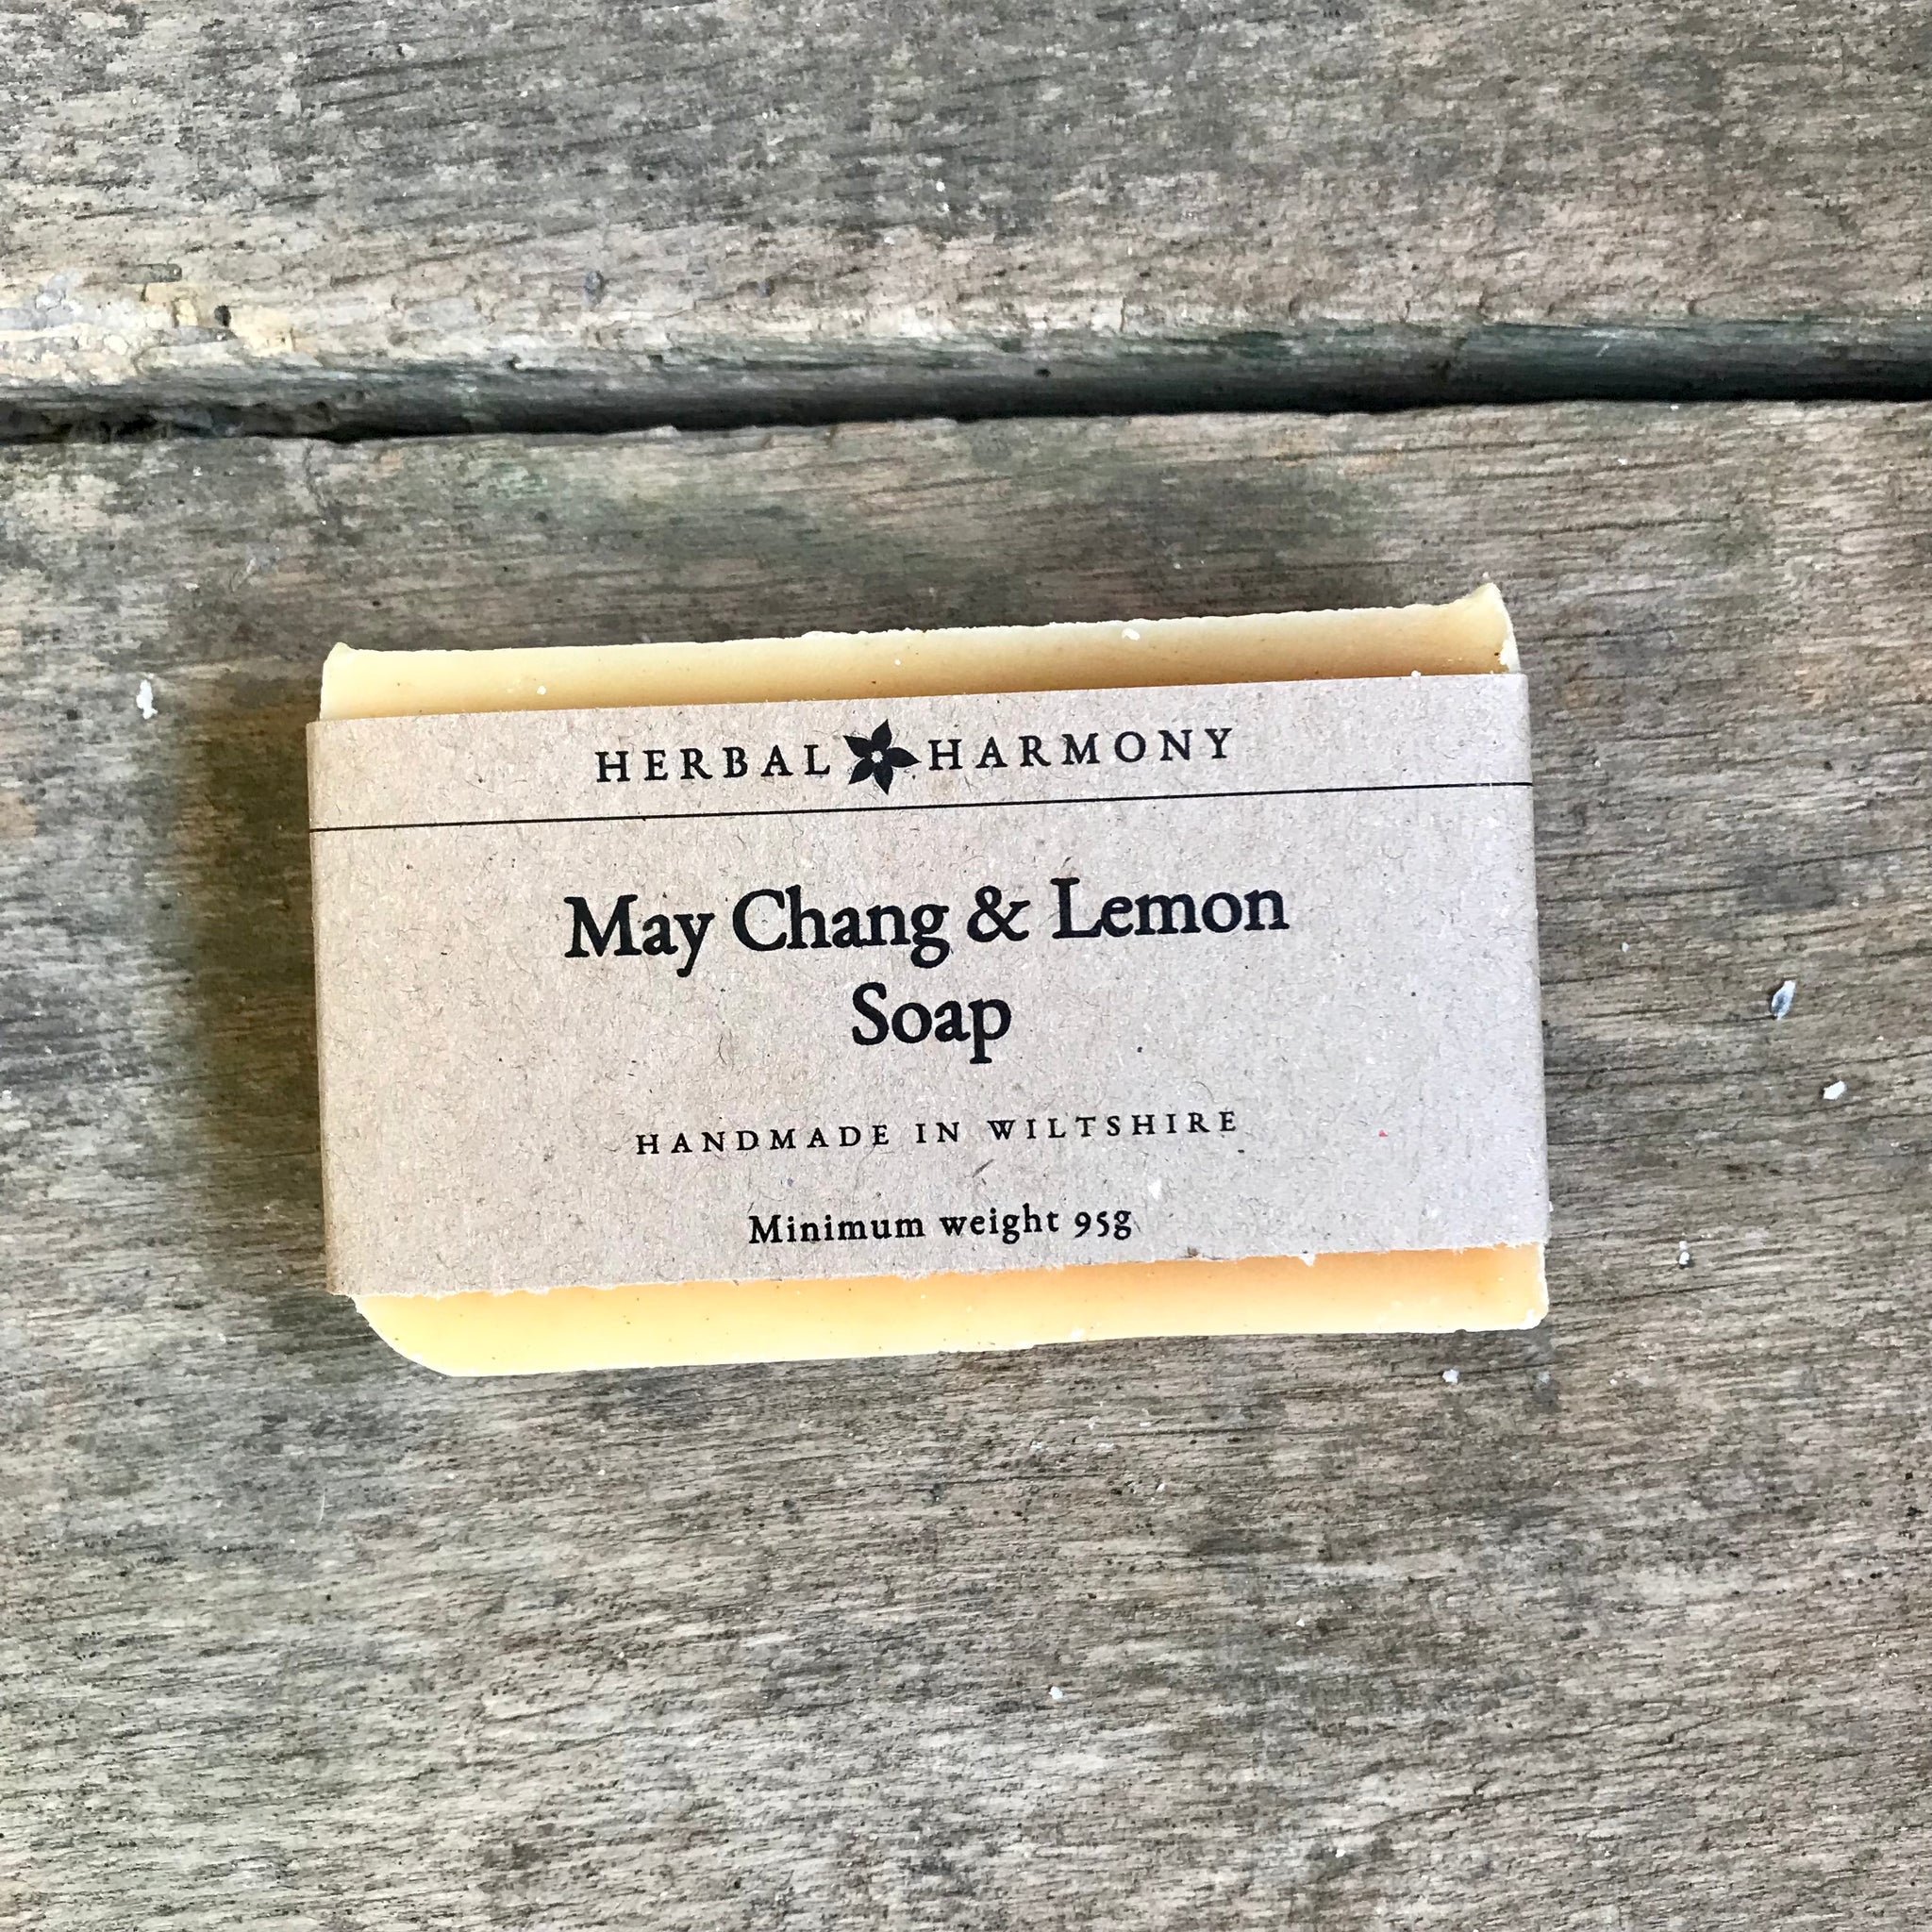 HERBAL HARMONY
May Chang & Lemon
Soap
HANDMADE IN WILTSHIRE
Minimum weight 95g